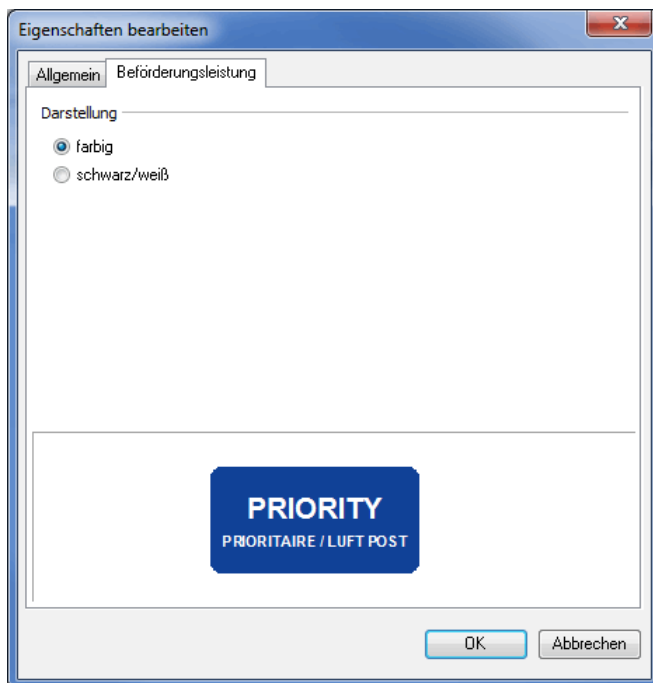 Eigenschaften bearbeiten
Allgemein Beförderungsleistung
Darstellung
farbig
schwarz/weiß
PRIORITY
PRIORITAIRE / LUFT POST
OK Abbrechen